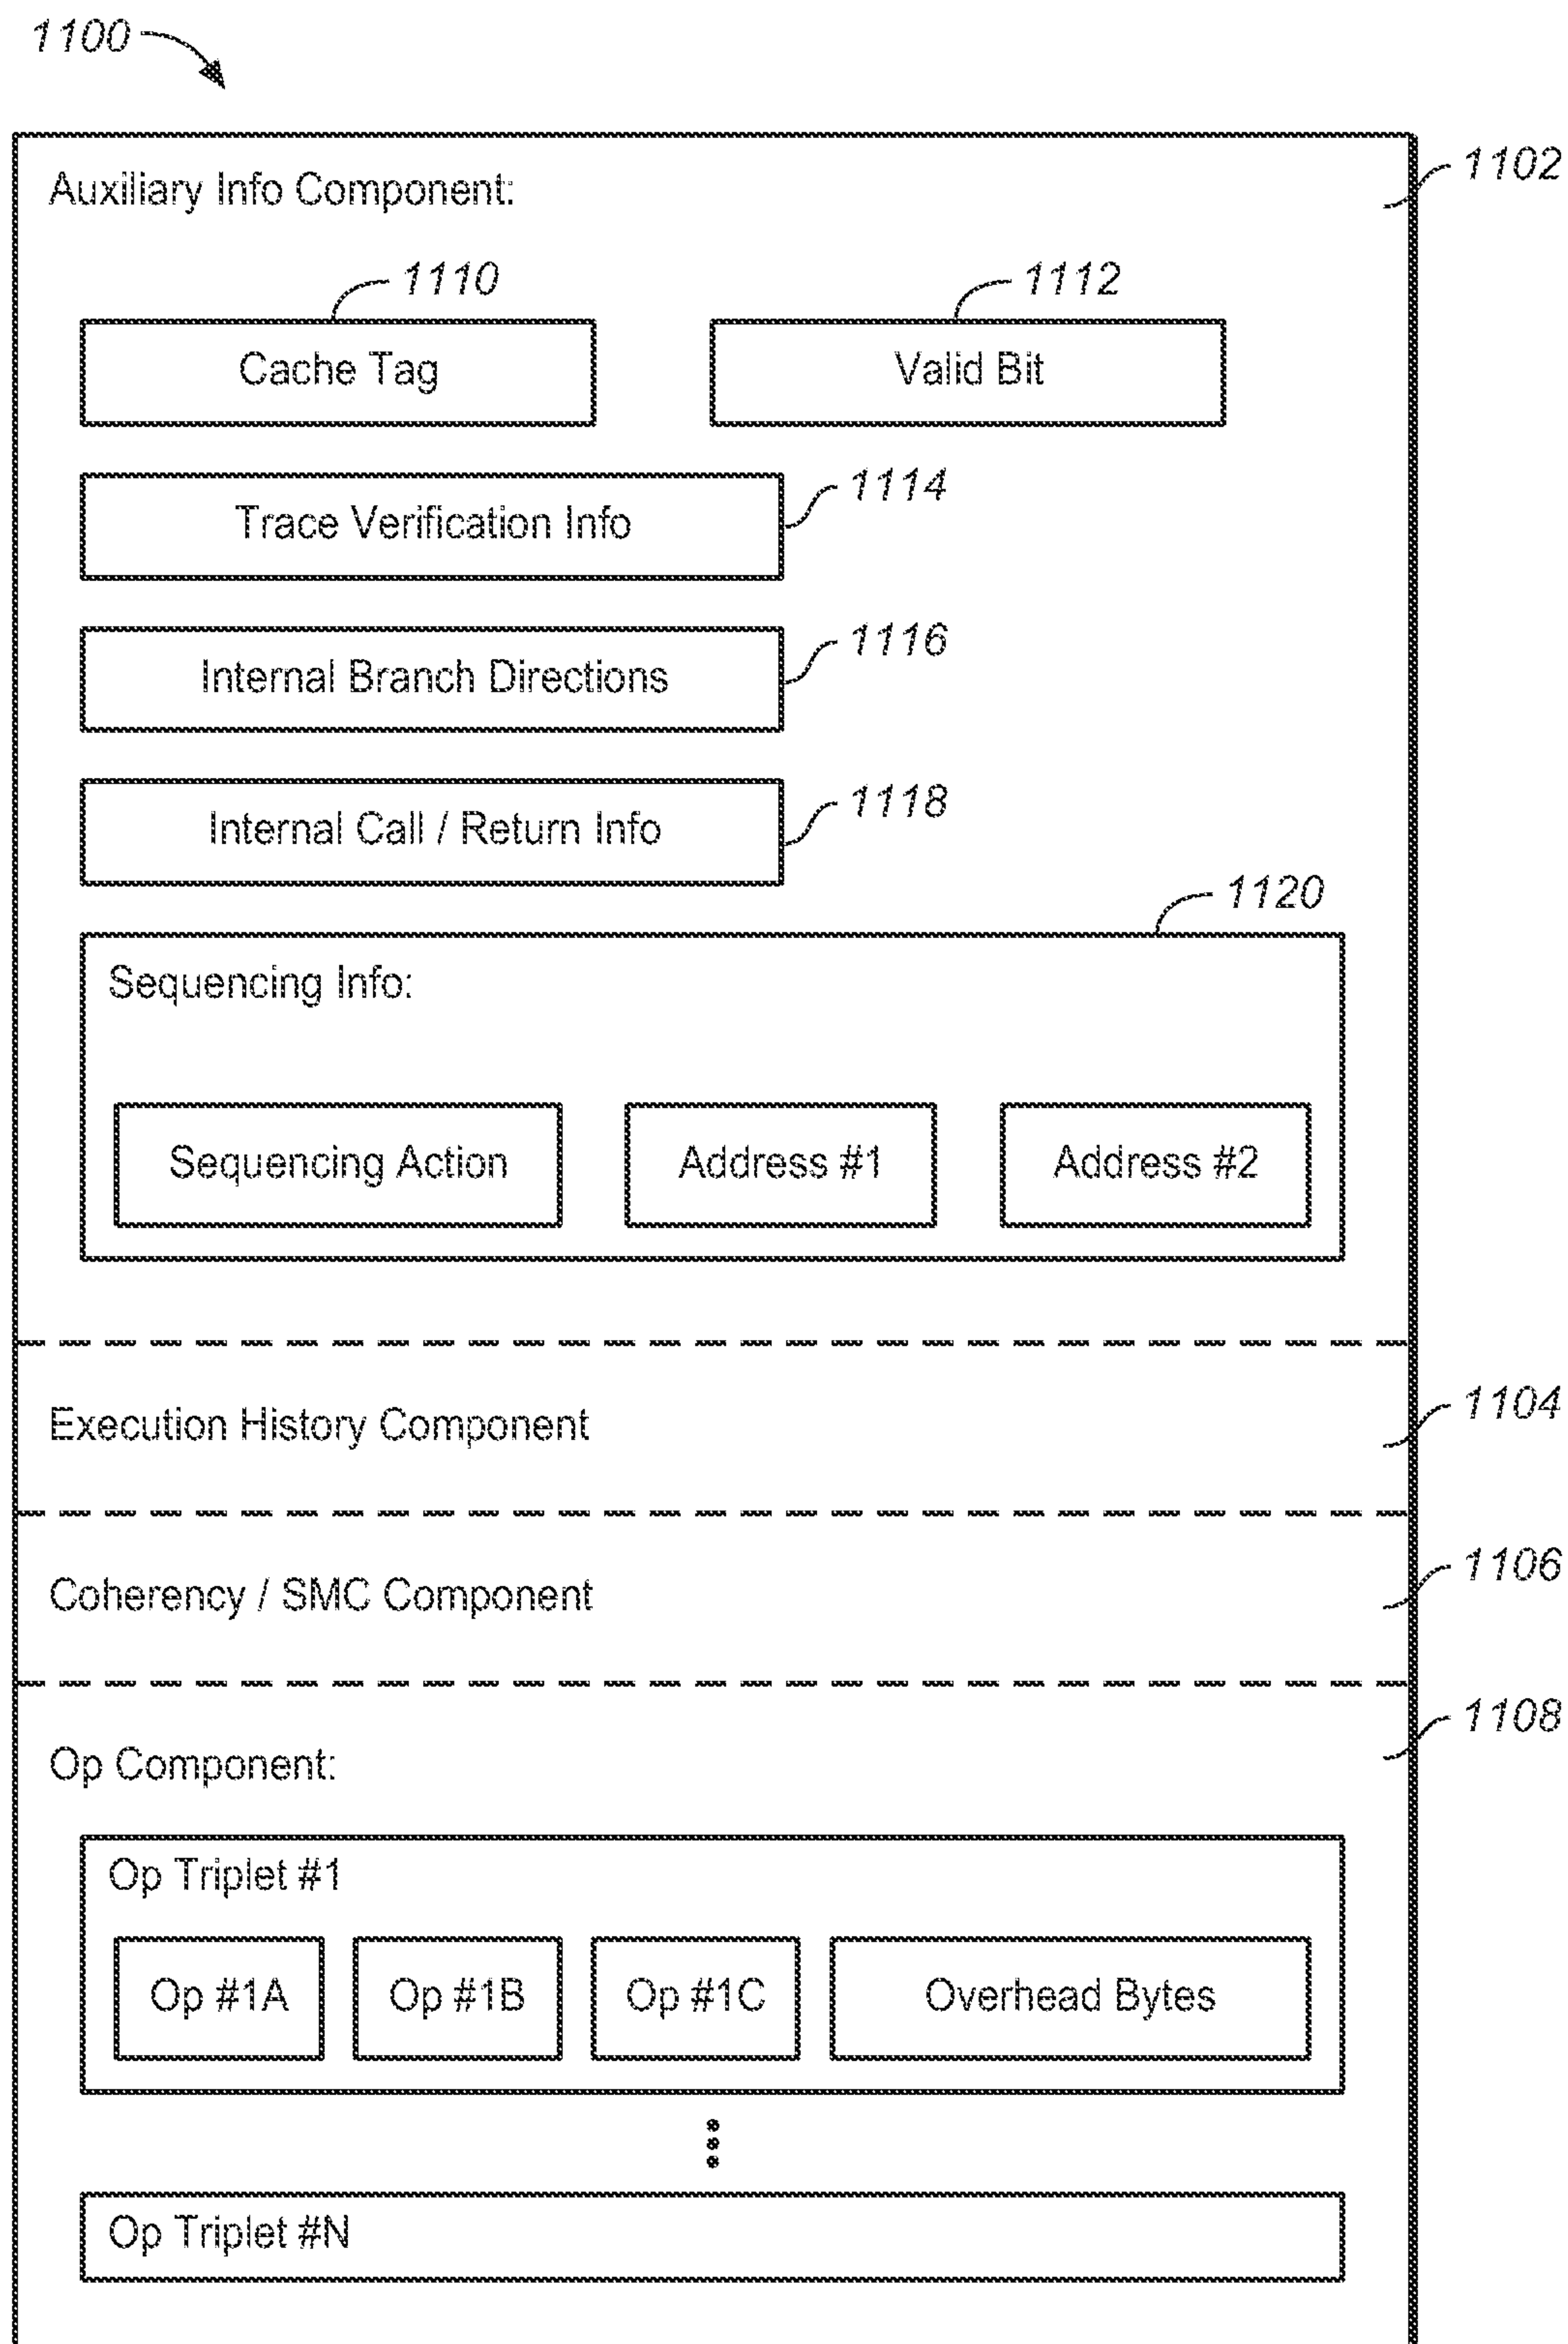 1100
Auxiliary Info Component:
1102
1110
1112
Cache Tag
Valid Bit
Trace Verification Info
1114
Internal Branch Directions
1116
Internal Call / Return Info
1118
1120
Sequencing Info:
Sequencing Action
Address #1
Address #2
Execution History Component
1104
Coherency / SMC Component
1106
Op Component:
1108
Op Triplet #1
Op #1A
Op #1B
Op #1C
Overhead Bytes
Op Triplet #N